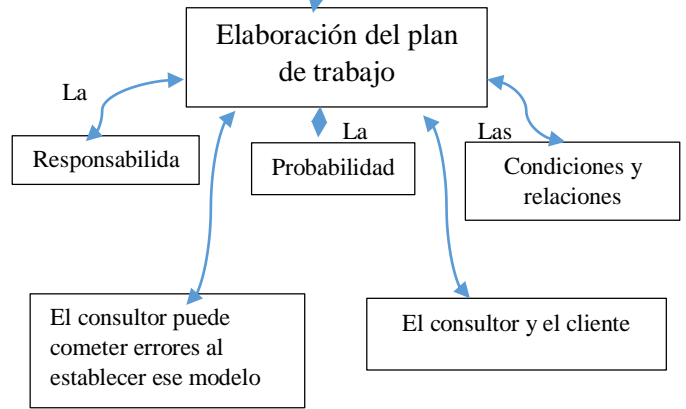 Elaboración del plan
de trabajo
La
La
Las
Responsabilida
Probabilidad
Condiciones y
relaciones
El consultor puede
cometer errores al
establecer ese modelo
El consultor y el cliente